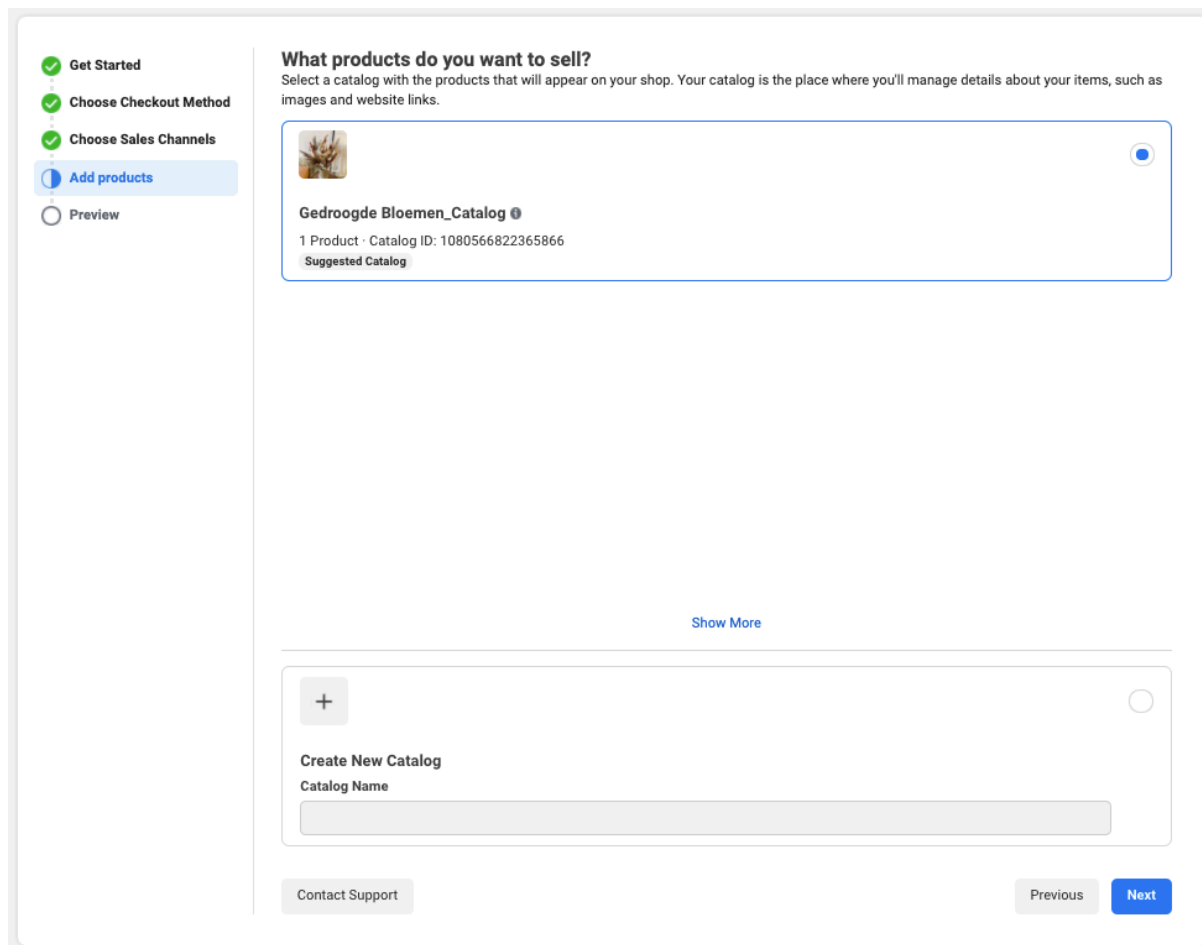 Get Started
Choose Checkout Method
Choose Sales Channels
Add products
Preview
What products do you want to sell?
Select a catalog with the products that will appear on your shop. Your catalog is the place where you'll manage details about your items, such as
images and website links.
Gedroogde Bloemen_Catalog
1 Product · Catalog ID: 1080566822365866
Suggested Catalog
Show More
Create New Catalog
Catalog Name
Contact Support
Previous
Next